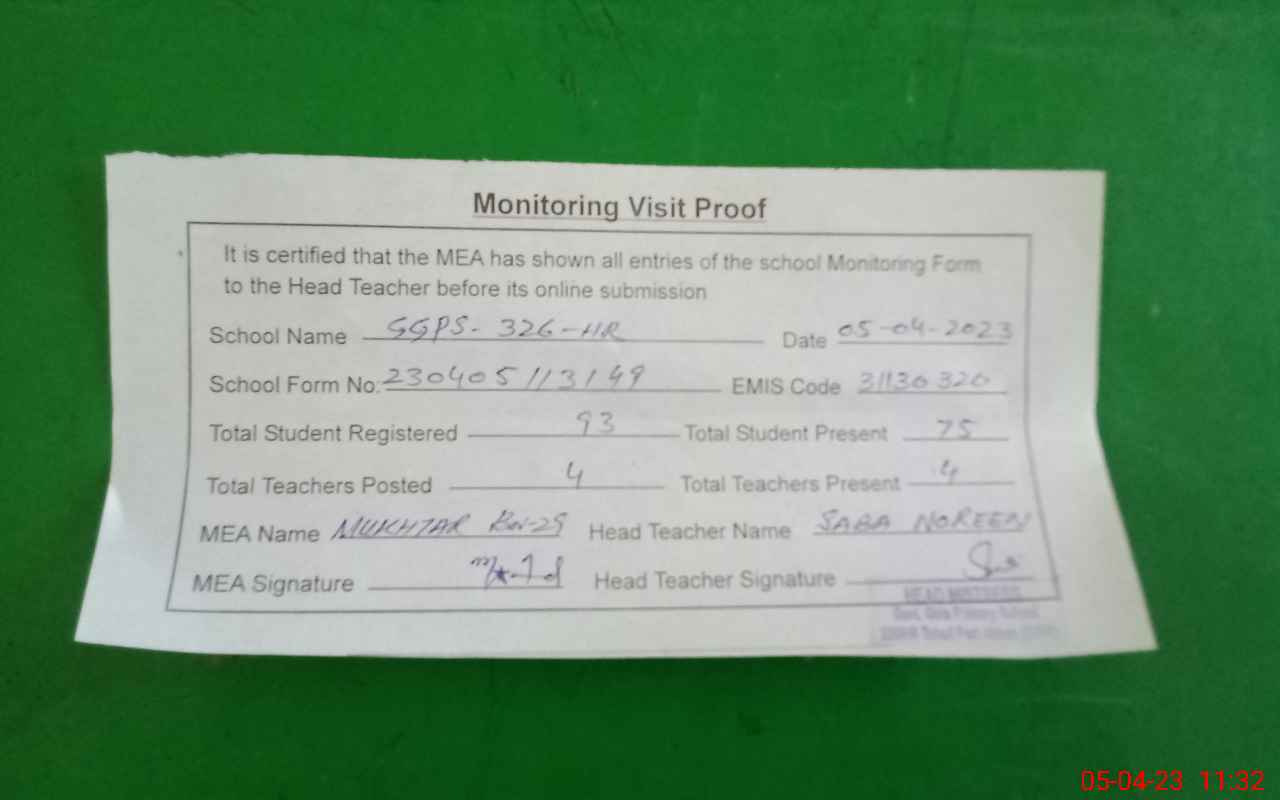 Monitoring Visit Proof
It is certified that the MEA has shown all entries of the school Monitoring Form
to the Head Teacher before its online submission
School Name GGPS- 326-HR Date 05-04-2023
School Form No: 230405113149 EMIS Code 31130320
Total Student Registered 93 Total Student Present 75
Total Teachers Posted 4 Total Teachers Present 4
MEA Name MUKHTAR Head Teacher Name SABA NOREEN
MEA Signature Head Teacher Signature
HEAD MISTRESS
Govt. Girls Primary School
05-04-23 11:32